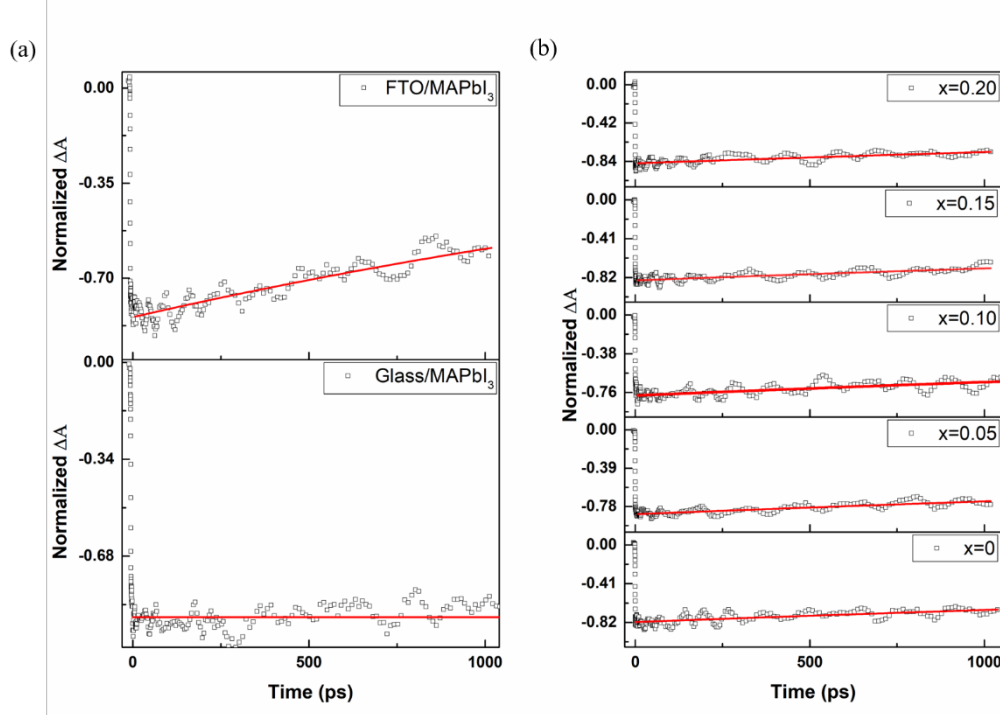 (a)
Normalized ΔA
0.00
-0.35
-0.70
FTO/MAPbI₃
Normalized ΔA
0.00
-0.34
-0.68
Glass/MAPbI₃
0
500
1000
Time (ps)
(b)
Normalized ΔA
0.00
-0.42
-0.84
x=0.20
0.00
-0.41
-0.82
x=0.15
0.00
-0.38
-0.76
x=0.10
0.00
-0.39
-0.78
x=0.05
0.00
-0.41
-0.82
x=0
0
500
1000
Time (ps)